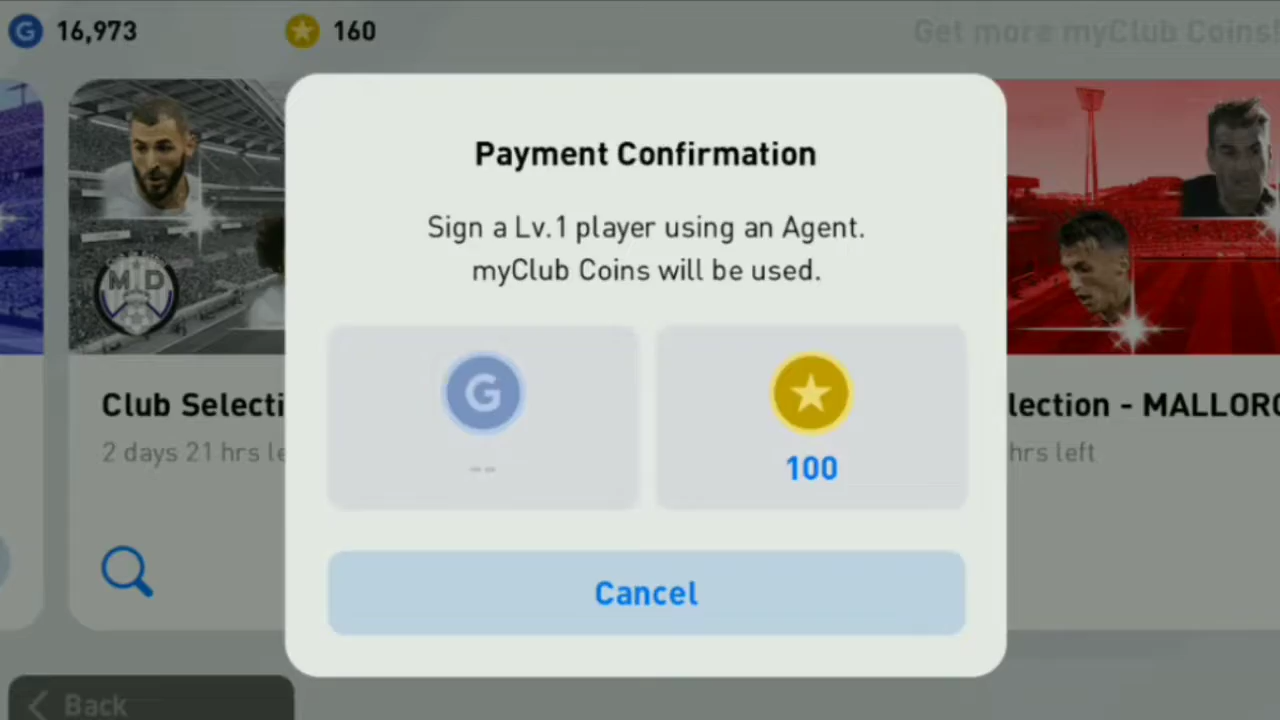 G 16,973
160
Get more myClub Coins!
Payment Confirmation
Sign a Lv.1 player using an Agent.
myClub Coins will be used.
G
--
100
Cancel
MD
Club Selecti
2 days 21 hrs le
lection - MALLORC
hrs left
Back